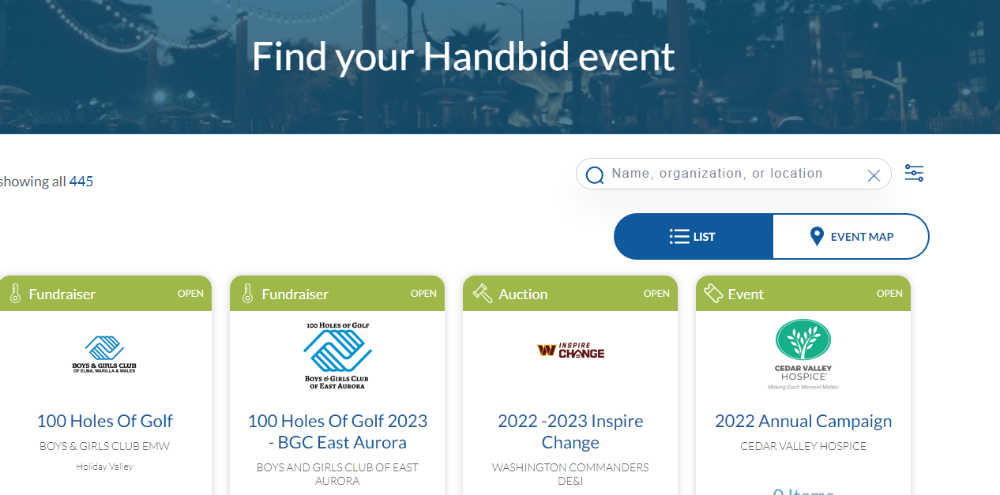 Find your Handbid event
showing all 445
Name, organization, or location
LIST
EVENT MAP
Fundraiser OPEN
BOYS & GIRLS CLUB
OF ELMA, MARILLA & WALES
100 Holes Of Golf
BOYS & GIRLS CLUB EMW
Holiday Valley
Fundraiser OPEN
100 HOLES OF GOLF
BOYS & GIRLS CLUB
OF EAST AURORA
100 Holes Of Golf 2023
- BGC East Aurora
BOYS AND GIRLS CLUB OF EAST
AURORA
Auction OPEN
W INSPIRE
CHANGE
2022 -2023 Inspire
Change
WASHINGTON COMMANDERS
DE&I
Event OPEN
CEDAR VALLEY
HOSPICE
Making Each Moment Matter.
2022 Annual Campaign
CEDAR VALLEY HOSPICE
0 Items